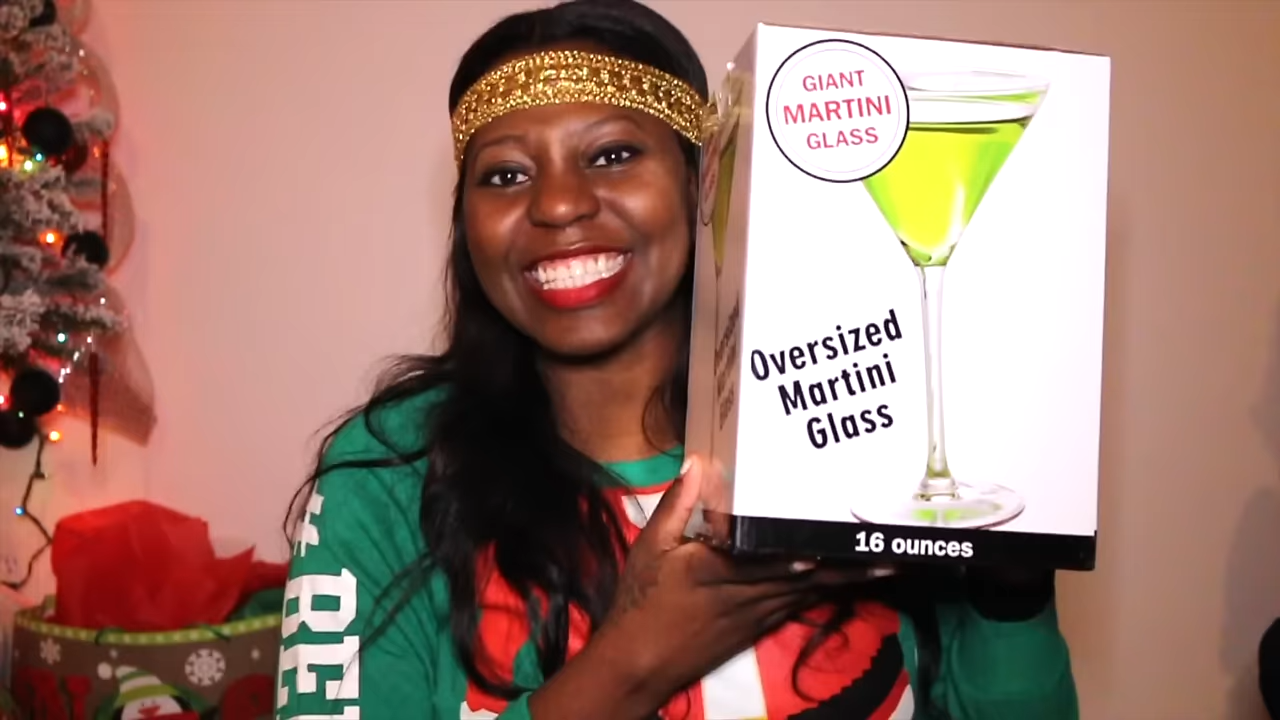 GIANT
MARTINI
GLASS
Oversized
Martini
Glass
16 ounces